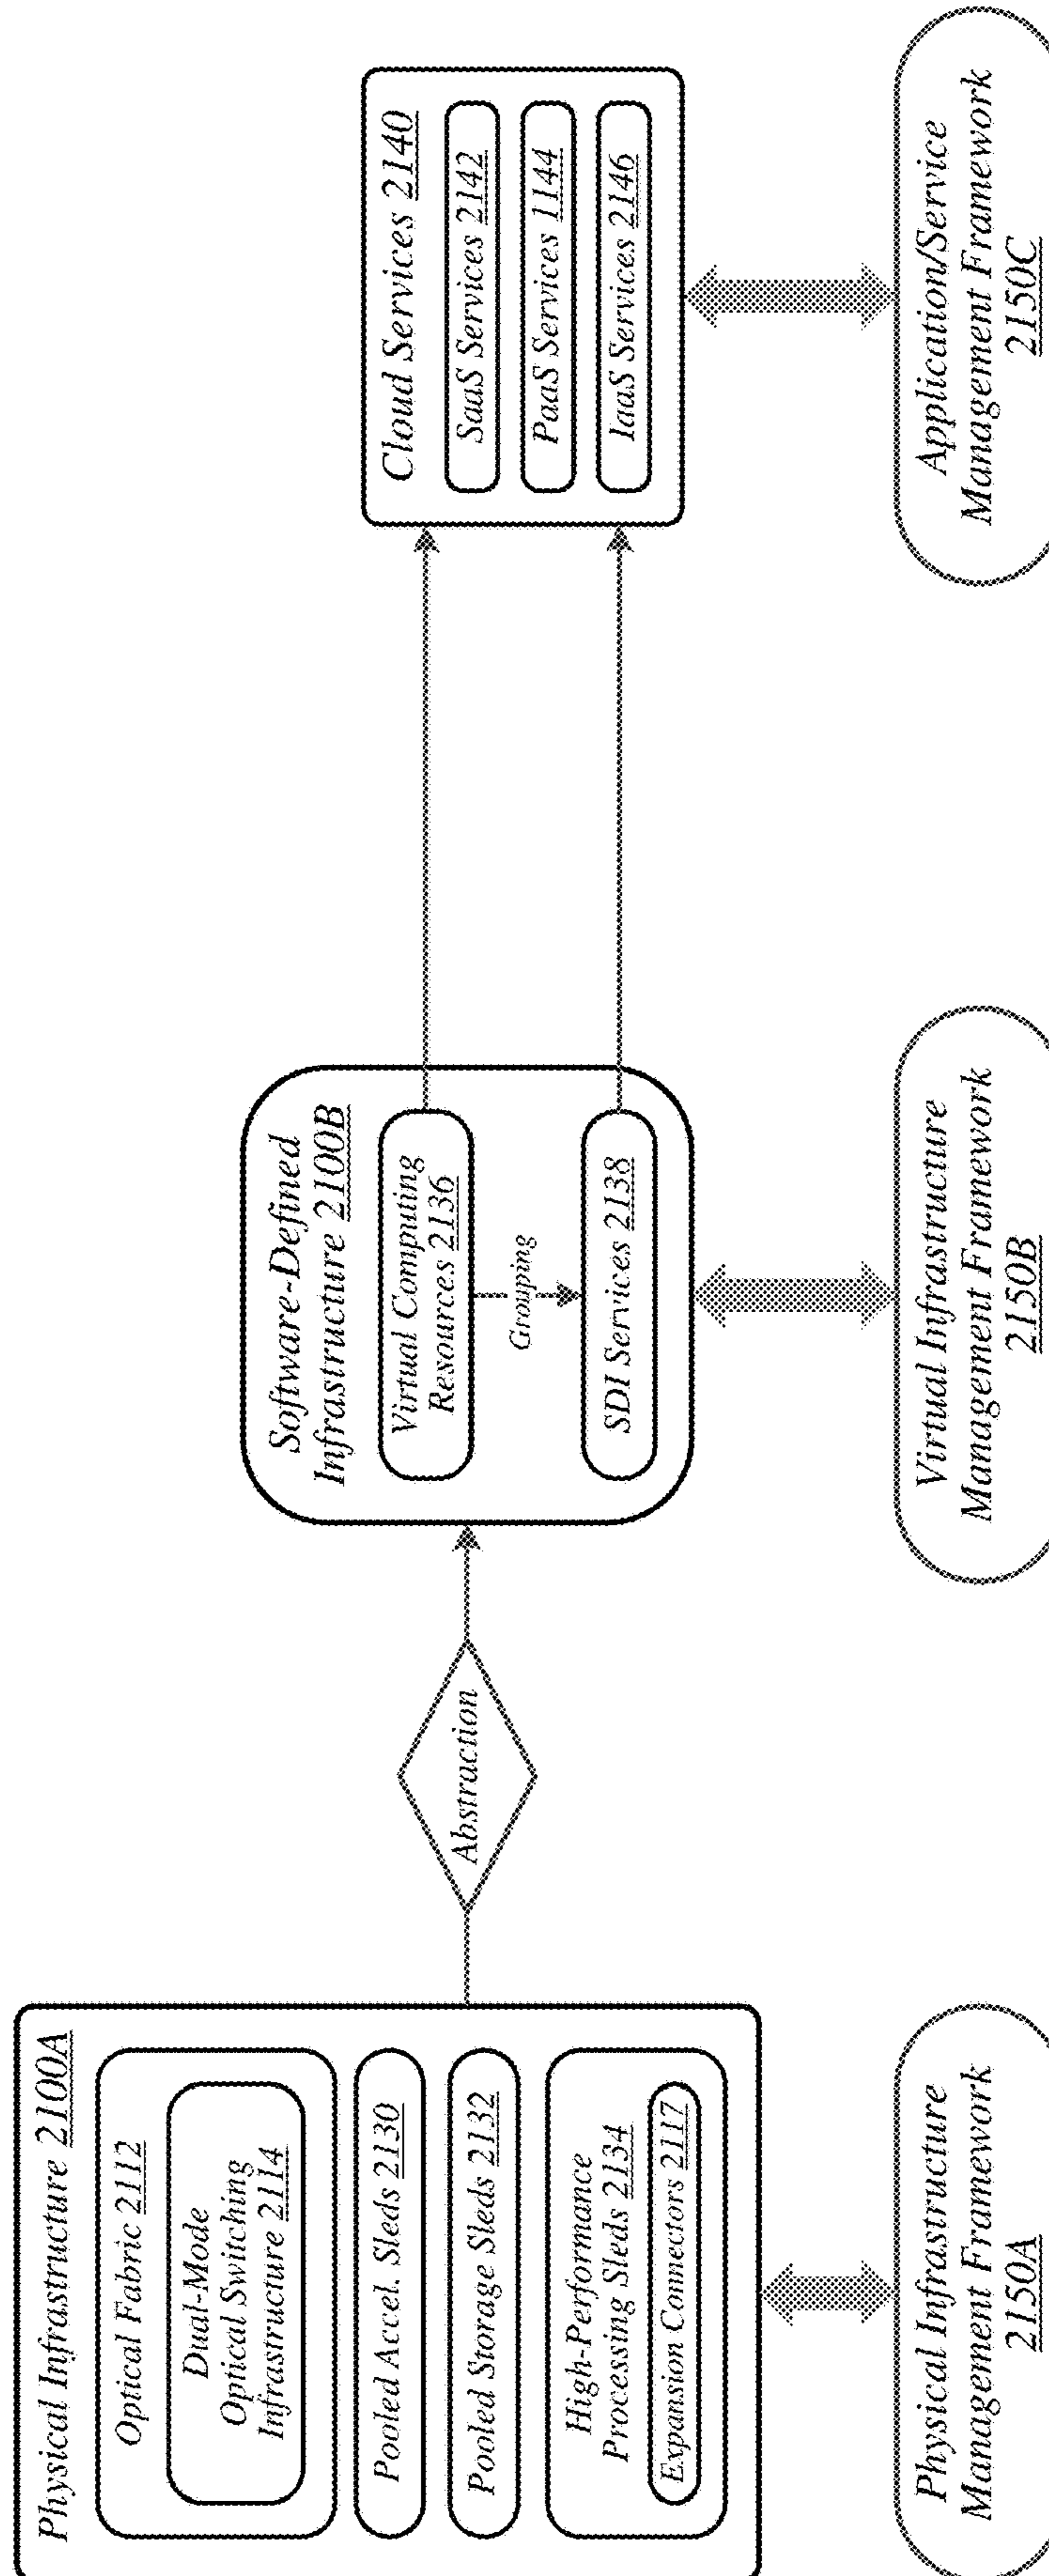 Physical Infrastructure 2100A
Optical Fabric 2112
Dual-Mode
Optical Switching
Infrastructure 2114
Pooled Accel. Sleds 2130
Pooled Storage Sleds 2132
High-Performance
Processing Sleds 2134
Expansion Connectors 2117
Abstraction
Software-Defined
Infrastructure 2100B
Virtual Computing
Resources 2136
Grouping
SDI Services 2138
Cloud Services 2140
SaaS Services 2142
PaaS Services 1144
IaaS Services 2146
Physical Infrastructure
Management Framework
2150A
Virtual Infrastructure
Management Framework
2150B
Application/Service
Management Framework
2150C